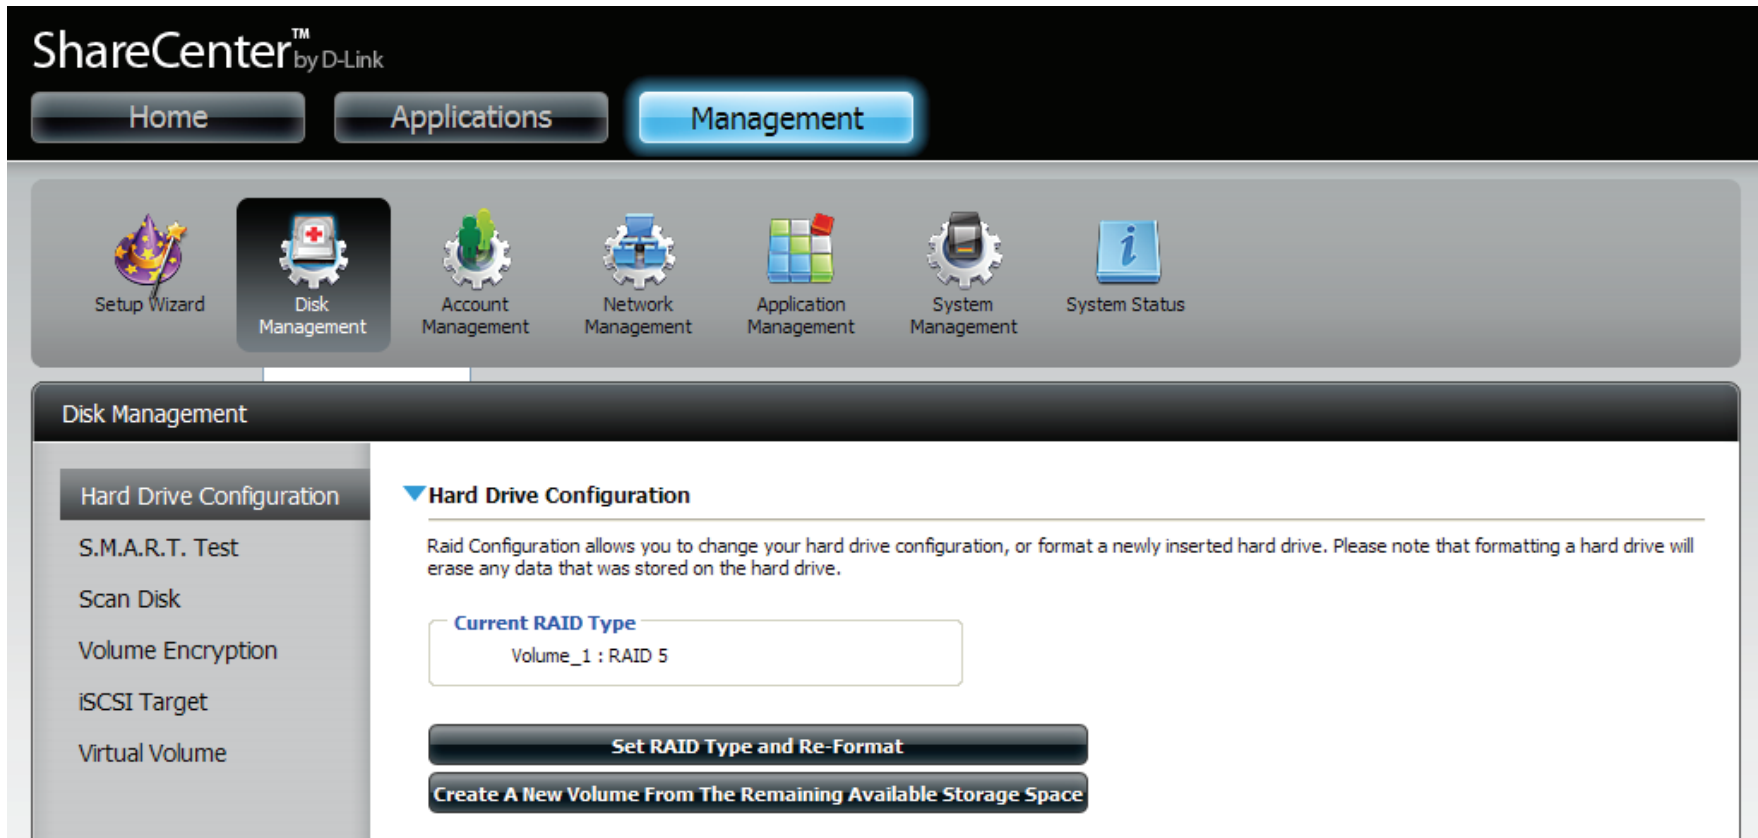 ShareCenter™ by D-Link
Home
Applications
Management
Setup Wizard
Disk
Management
Account
Management
Network
Management
Application
Management
System
Management
System Status
Disk Management
Hard Drive Configuration
S.M.A.R.T. Test
Scan Disk
Volume Encryption
iSCSI Target
Virtual Volume
Hard Drive Configuration
Raid Configuration allows you to change your hard drive configuration, or format a newly inserted hard drive. Please note that formatting a hard drive will
erase any data that was stored on the hard drive.
Current RAID Type
Volume_1 : RAID 5
Set RAID Type and Re-Format
Create A New Volume From The Remaining Available Storage Space